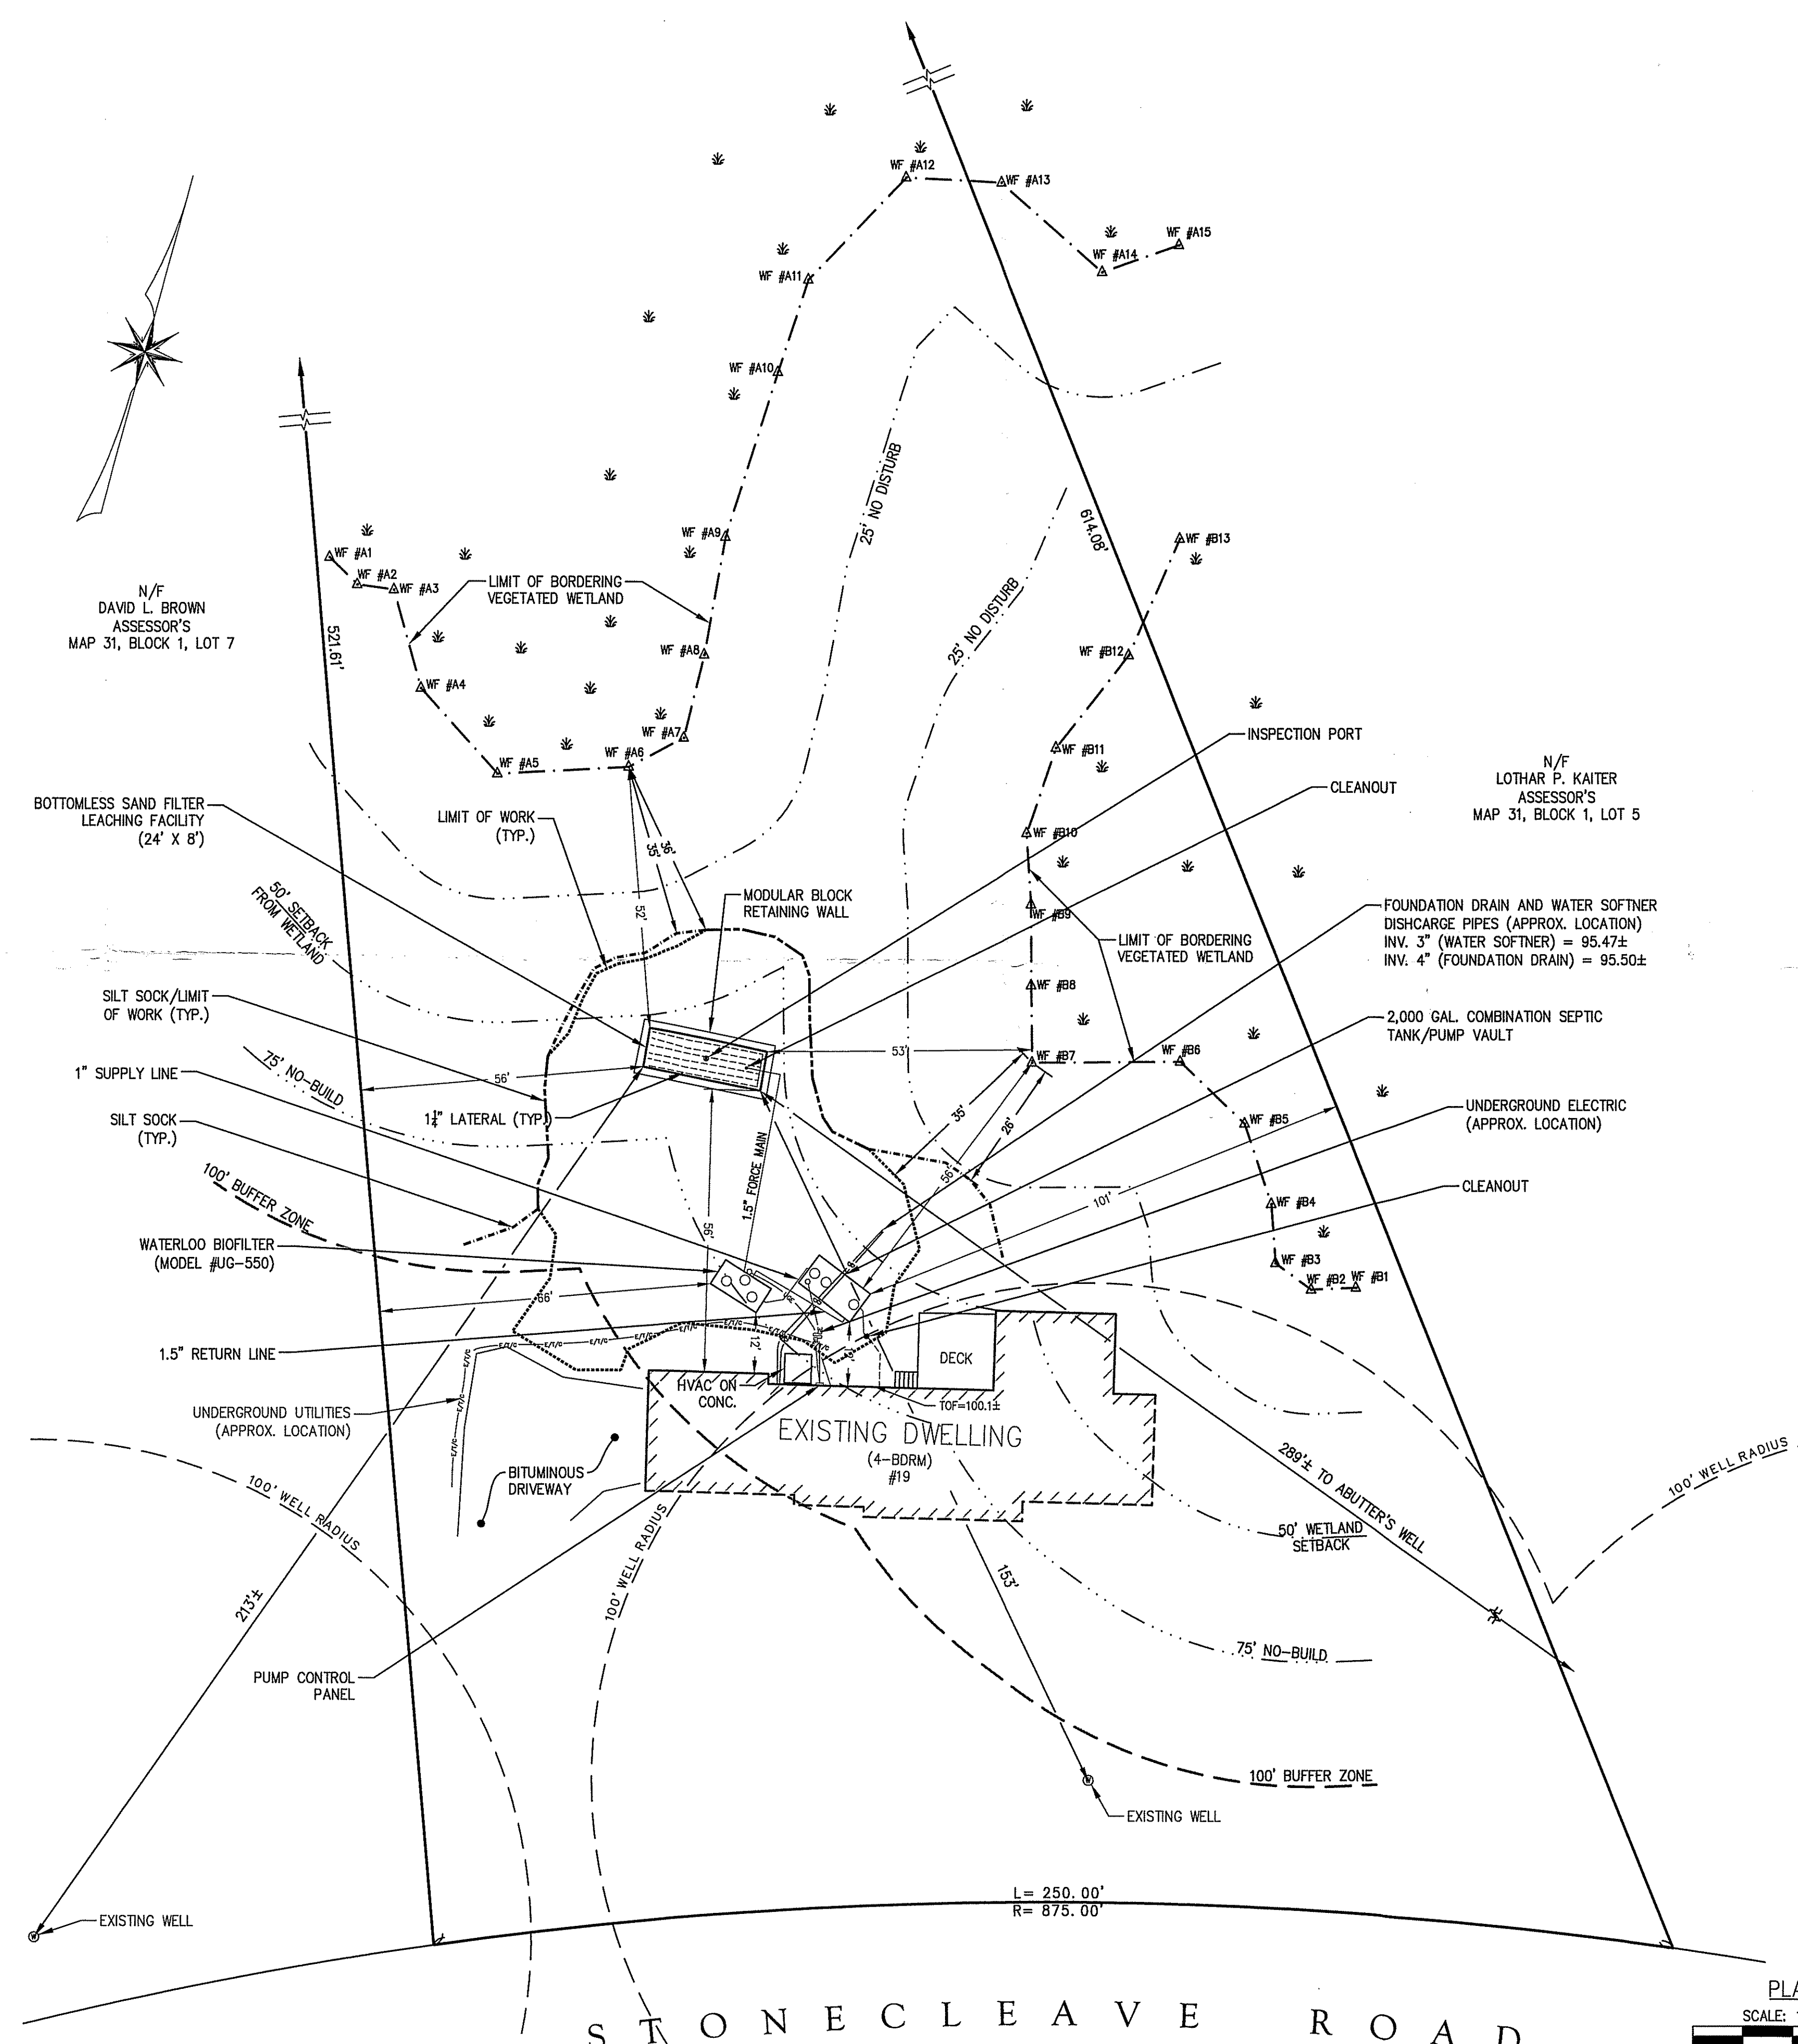 WF #A12
WF #A13
WF #A15
WF #A14
WF #A11
WF #A10
25' NO DISTURB
614.08'
WF #A9
WF #B13
WF #A1
WF #A2
WF #A3
LIMIT OF BORDERING
VEGETATED WETLAND
N/F
DAVID L. BROWN
ASSESSOR'S
MAP 31, BLOCK 1, LOT 7
521.61'
25' NO DISTURB
WF #A8
WF #B12
WF #A4
WF #A7
WF #A6
WF #A5
WF #B11
INSPECTION PORT
N/F
LOTHAR P. KAITER
ASSESSOR'S
MAP 31, BLOCK 1, LOT 5
CLEANOUT
BOTTOMLESS SAND FILTER
LEACHING FACILITY
(24' X 8')
LIMIT OF WORK
(TYP.)
35'
36'
52'
WF #B10
50' SETBACK
FROM WETLAND
MODULAR BLOCK
RETAINING WALL
WF #B9
FOUNDATION DRAIN AND WATER SOFTNER
DISHCARGE PIPES (APPROX. LOCATION)
INV. 3" (WATER SOFTNER) = 95.47±
INV. 4" (FOUNDATION DRAIN) = 95.50±
LIMIT OF BORDERING
VEGETATED WETLAND
WF #B8
SILT SOCK/LIMIT
OF WORK (TYP.)
2,000 GAL. COMBINATION SEPTIC
TANK/PUMP VAULT
53'
WF #B7
WF #B6
75' NO-BUILD
1" SUPPLY LINE
56'
1¼" LATERAL (TYP.)
SILT SOCK
(TYP.)
35'
26'
56'
WF #B5
UNDERGROUND ELECTRIC
(APPROX. LOCATION)
100' BUFFER ZONE
1.5" FORCE MAIN
56'
101'
CLEANOUT
WF #B4
WATERLOO BIOFILTER
(MODEL #UG-550)
WF #B3
WF #B2
WF #B1
66'
E/T/C
E/T/C
E/T/C
E/T/C
E/T/C
E/T/C
E/T/C
12'
1.5" RETURN LINE
DECK
HVAC ON
CONC.
TOF=100.1±
UNDERGROUND UTILITIES
(APPROX. LOCATION)
E/T/C
E/T/C
E/T/C
EXISTING DWELLING
(4-BDRM)
#19
BITUMINOUS
DRIVEWAY
100' WELL RADIUS
100' WELL RADIUS
289'± TO ABUTTER'S WELL
100' WELL RADIUS
50' WETLAND
SETBACK
153'
213'±
75' NO-BUILD
PUMP CONTROL
PANEL
100' BUFFER ZONE
EXISTING WELL
W
W
EXISTING WELL
L= 250.00'
R= 875.00'
PLA
SCALE:
STONECLEAVE ROAD